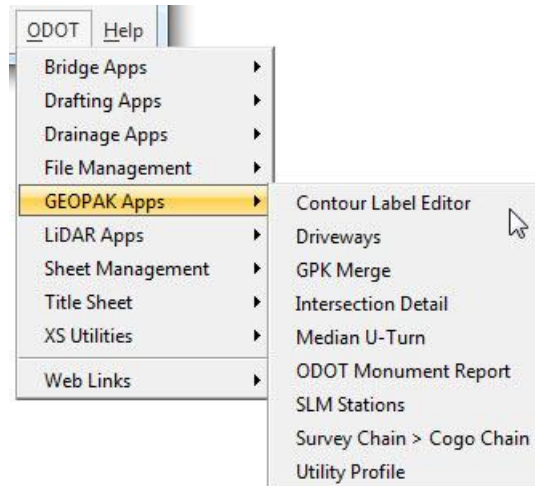 ODOT Help
Bridge Apps
Drafting Apps
Drainage Apps
File Management
GEOPAK Apps
LiDAR Apps
Sheet Management
Title Sheet
XS Utilities
Web Links
Contour Label Editor
Driveways
GPK Merge
Intersection Detail
Median U-Turn
ODOT Monument Report
SLM Stations
Survey Chain > Cogo Chain
Utility Profile